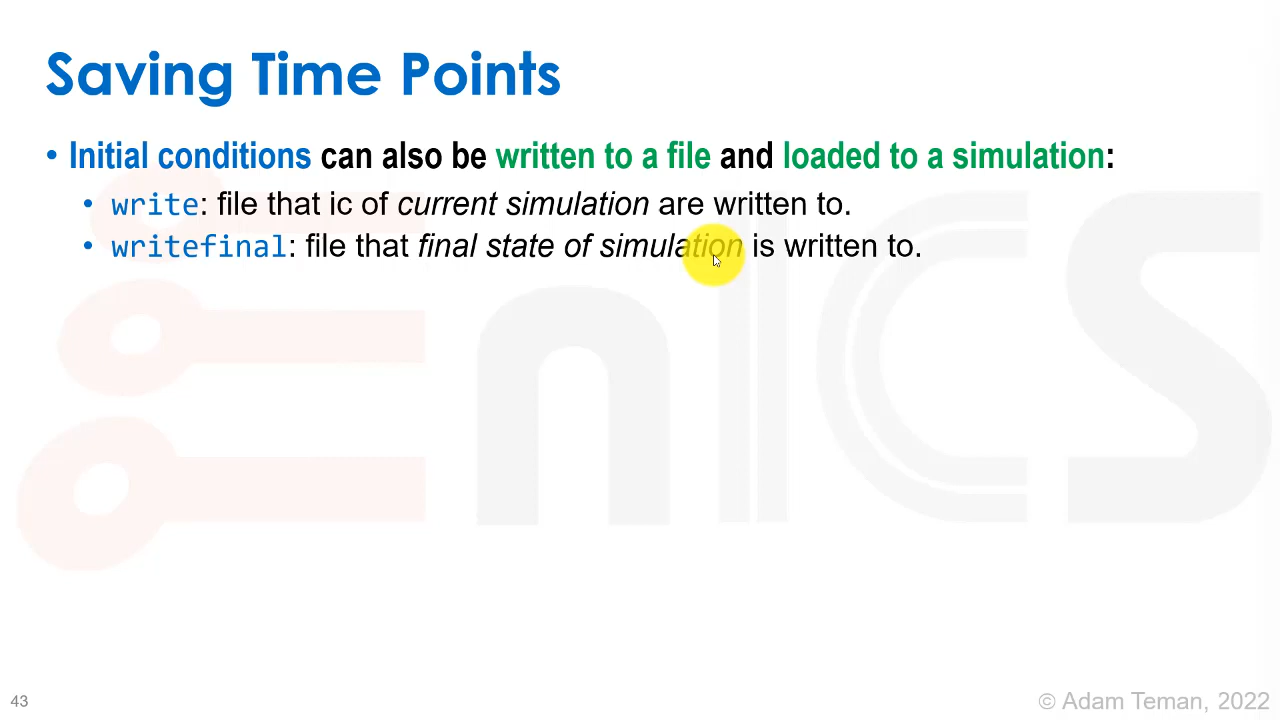 Saving Time Points
• Initial conditions can also be written to a file and loaded to a simulation:
• write: file that ic of current simulation are written to.
• writefinal: file that final state of simulation is written to.
enICS
43
© Adam Teman, 2022